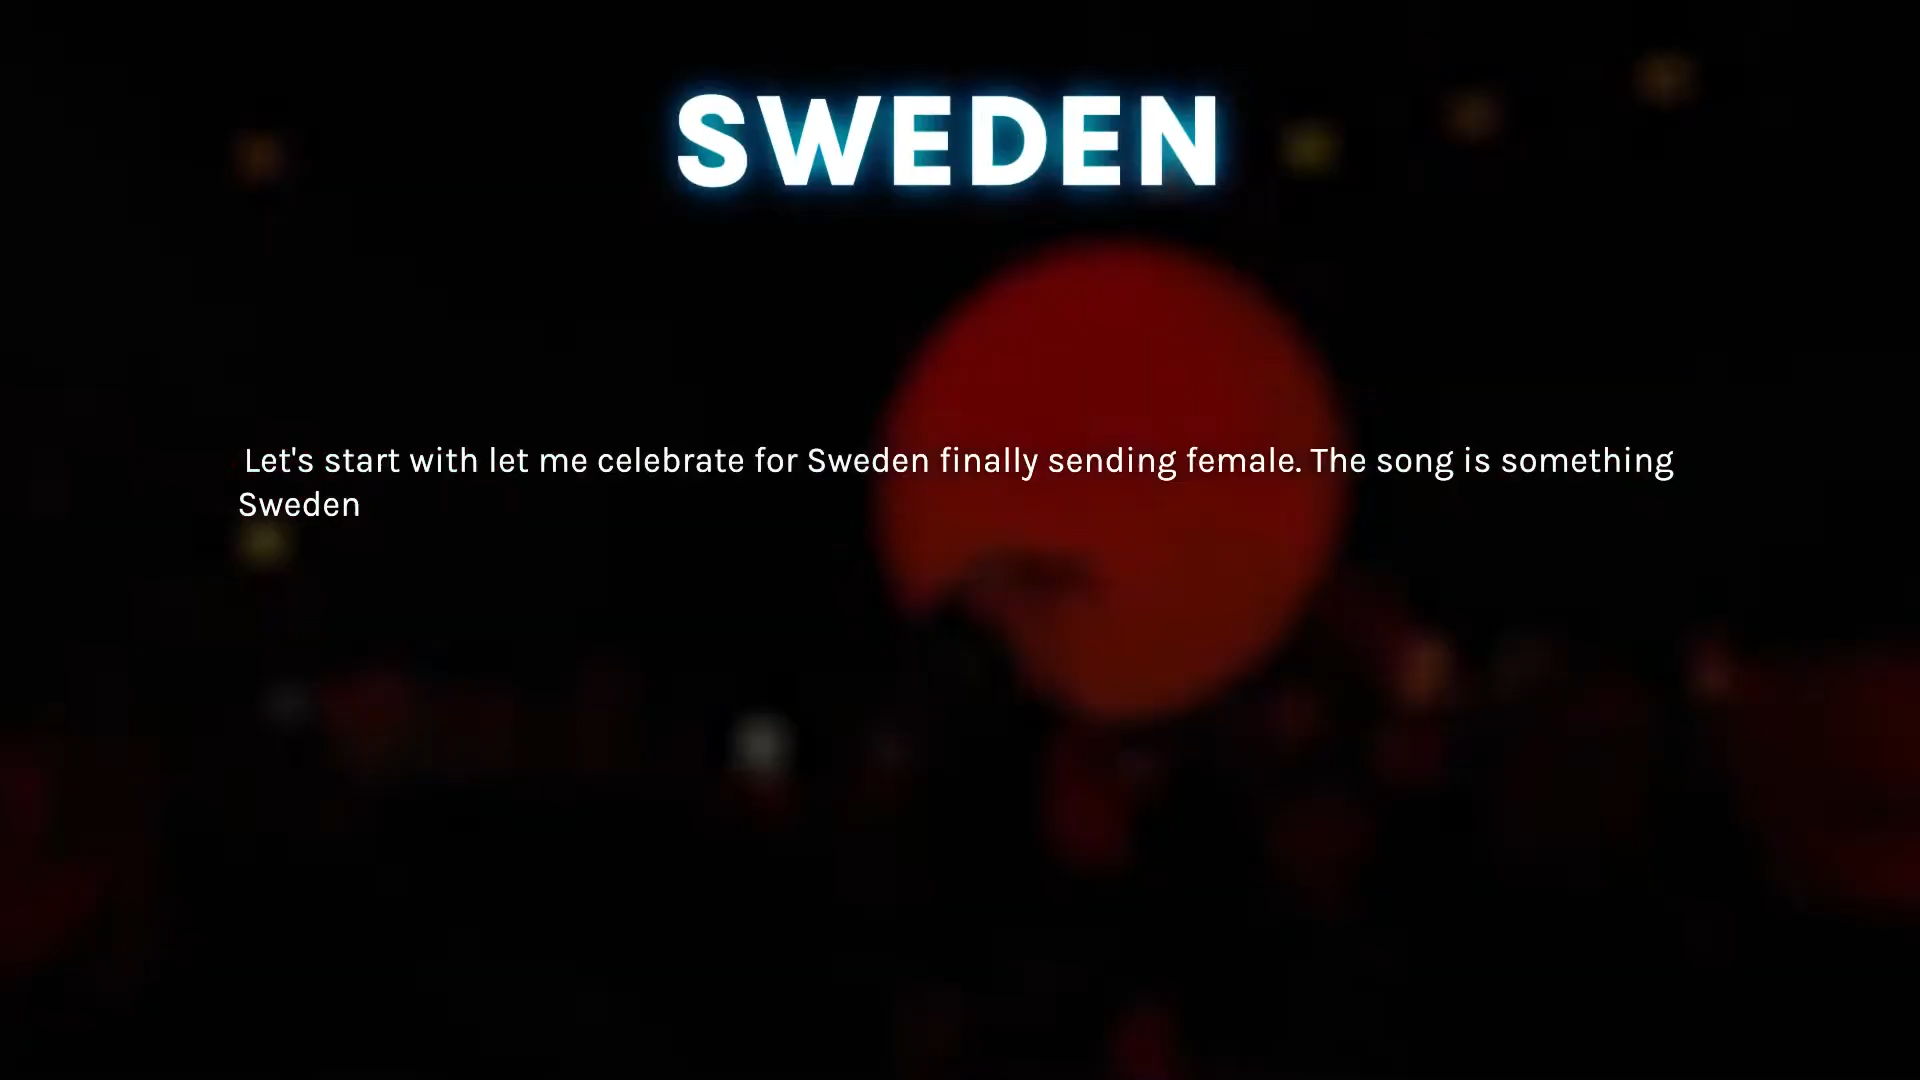 SWEDEN
Let's start with let me celebrate for Sweden finally sending female. The song is something
Sweden